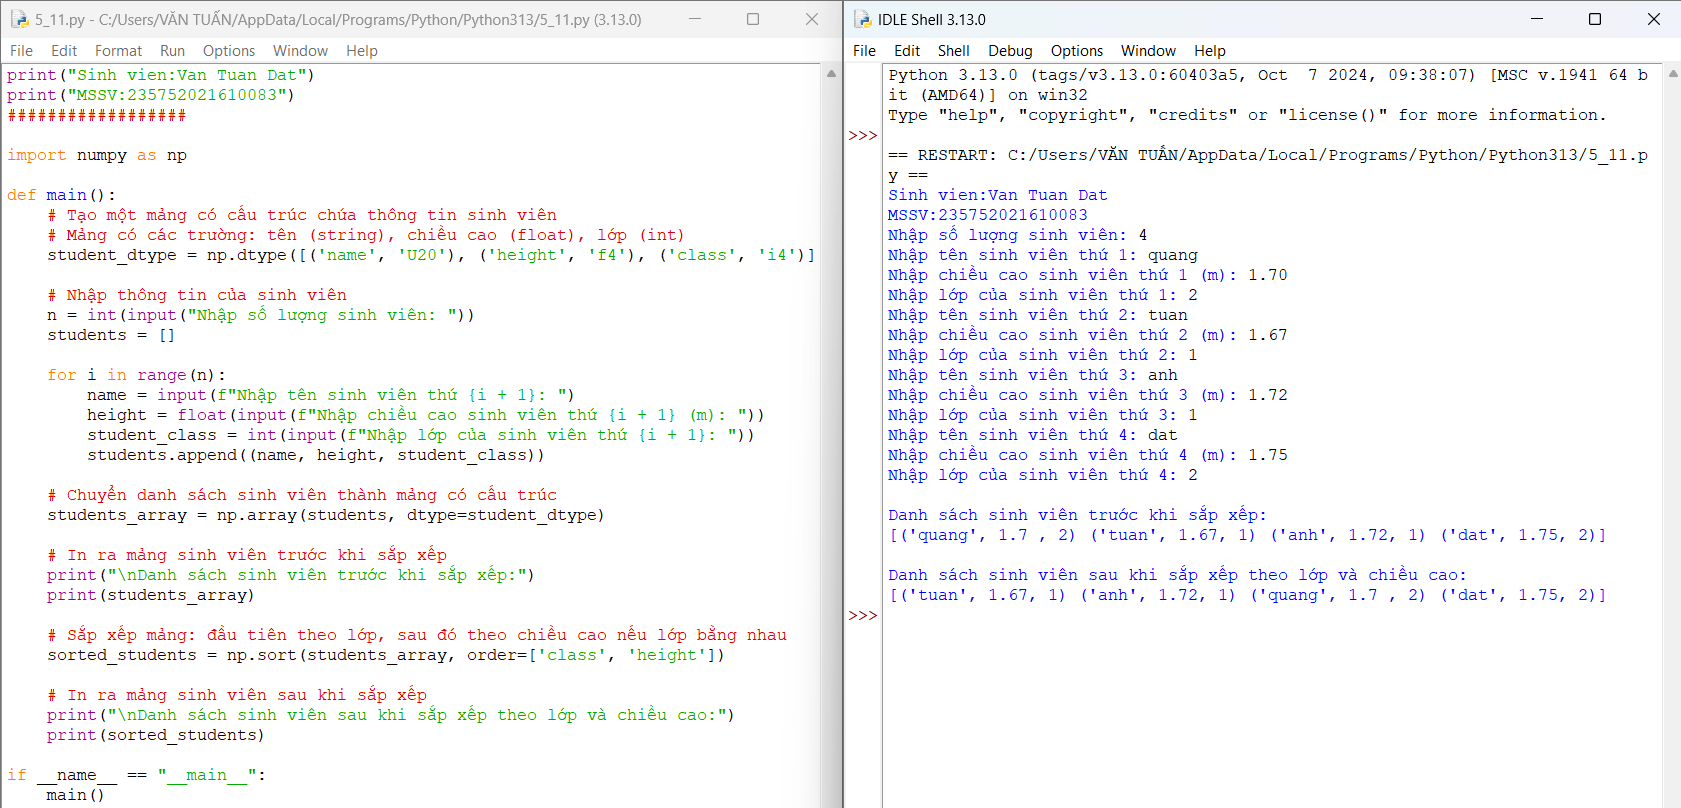 5_11.py - C:/Users/VĂN TUẤN/AppData/Local/Programs/Python/Python313/5_11.py (3.13.0)
File Edit Format Run Options Window Help
print("Sinh vien:Van Tuan Dat")
print("MSSV:235752021610083")
##################
import numpy as np
def main():
    # Tạo một mảng có cấu trúc chứa thông tin sinh viên
    # Mảng có các trường: tên (string), chiều cao (float), lớp (int)
    student_dtype = np.dtype([('name', 'U20'), ('height', 'f4'), ('class', 'i4')]
    # Nhập thông tin của sinh viên
    n = int(input("Nhập số lượng sinh viên: "))
    students = []
    for i in range(n):
        name = input(f"Nhập tên sinh viên thứ {i + 1}: ")
        height = float(input(f"Nhập chiều cao sinh viên thứ {i + 1} (m): "))
        student_class = int(input(f"Nhập lớp của sinh viên thứ {i + 1}: "))
        students.append((name, height, student_class))
    # Chuyển danh sách sinh viên thành mảng có cấu trúc
    students_array = np.array(students, dtype=student_dtype)
    # In ra mảng sinh viên trước khi sắp xếp
    print("\nDanh sách sinh viên trước khi sắp xếp:")
    print(students_array)
    # Sắp xếp mảng: đầu tiên theo lớp, sau đó theo chiều cao nếu lớp bằng nhau
    sorted_students = np.sort(students_array, order=['class', 'height'])
    # In ra mảng sinh viên sau khi sắp xếp
    print("\nDanh sách sinh viên sau khi sắp xếp theo lớp và chiều cao:")
    print(sorted_students)
if __name__ == "__main__":
    main()
IDLE Shell 3.13.0
File Edit Shell Debug Options Window Help
Python 3.13.0 (tags/v3.13.0:60403a5, Oct  7 2024, 09:38:07) [MSC v.1941 64 b
it (AMD64)] on win32
Type "help", "copyright", "credits" or "license()" for more information.
>>>
== RESTART: C:/Users/VĂN TUẤN/AppData/Local/Programs/Python/Python313/5_11.p
y ==
Sinh vien:Van Tuan Dat
MSSV:235752021610083
Nhập số lượng sinh viên: 4
Nhập tên sinh viên thứ 1: quang
Nhập chiều cao sinh viên thứ 1 (m): 1.70
Nhập lớp của sinh viên thứ 1: 2
Nhập tên sinh viên thứ 2: tuan
Nhập chiều cao sinh viên thứ 2 (m): 1.67
Nhập lớp của sinh viên thứ 2: 1
Nhập tên sinh viên thứ 3: anh
Nhập chiều cao sinh viên thứ 3 (m): 1.72
Nhập lớp của sinh viên thứ 3: 1
Nhập tên sinh viên thứ 4: dat
Nhập chiều cao sinh viên thứ 4 (m): 1.75
Nhập lớp của sinh viên thứ 4: 2
Danh sách sinh viên trước khi sắp xếp:
[('quang', 1.7 , 2) ('tuan', 1.67, 1) ('anh', 1.72, 1) ('dat', 1.75, 2)]
Danh sách sinh viên sau khi sắp xếp theo lớp và chiều cao:
[('tuan', 1.67, 1) ('anh', 1.72, 1) ('quang', 1.7 , 2) ('dat', 1.75, 2)]
>>>